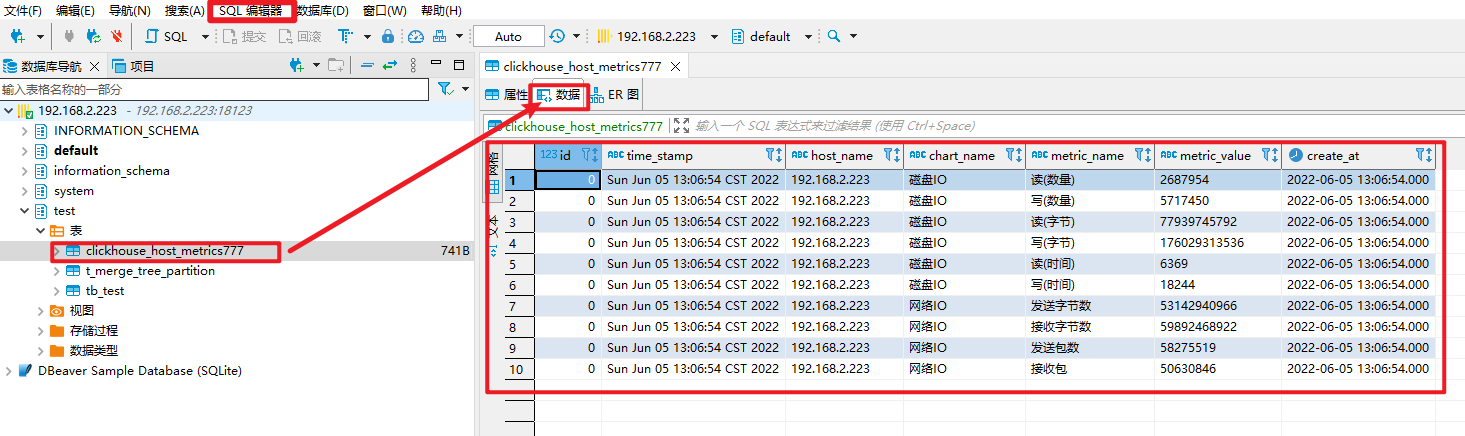 文件(F) 编辑(E) 导航(N) 搜索(A) SQL 编辑器 数据库(D) 窗口(W) 帮助(H)
SQL 提交 回滚 Auto 192.168.2.223 default
数据库导航 项目
输入表格名称的一部分
192.168.2.223 - 192.168.2.223:18123
INFORMATION_SCHEMA
default
information_schema
system
test
表
clickhouse_host_metrics777 741B
t_merge_tree_partition
tb_test
视图
存储过程
数据类型
DBeaver Sample Database (SQLite)
clickhouse_host_metrics777
属性 数据 ER 图
clickhouse_host_metrics777 输入一个 SQL 表达式来过滤结果 (使用 Ctrl+Space)
网格
文本
123 id ABC time_stamp ABC host_name ABC chart_name ABC metric_name ABC metric_value create_at
1 0 Sun Jun 05 13:06:54 CST 2022 192.168.2.223 磁盘IO 读(数量) 2687954 2022-06-05 13:06:54.000
2 0 Sun Jun 05 13:06:54 CST 2022 192.168.2.223 磁盘IO 写(数量) 5717450 2022-06-05 13:06:54.000
3 0 Sun Jun 05 13:06:54 CST 2022 192.168.2.223 磁盘IO 读(字节) 77939745792 2022-06-05 13:06:54.000
4 0 Sun Jun 05 13:06:54 CST 2022 192.168.2.223 磁盘IO 写(字节) 176029313536 2022-06-05 13:06:54.000
5 0 Sun Jun 05 13:06:54 CST 2022 192.168.2.223 磁盘IO 读(时间) 6369 2022-06-05 13:06:54.000
6 0 Sun Jun 05 13:06:54 CST 2022 192.168.2.223 磁盘IO 写(时间) 18244 2022-06-05 13:06:54.000
7 0 Sun Jun 05 13:06:54 CST 2022 192.168.2.223 网络IO 发送字节数 53142940966 2022-06-05 13:06:54.000
8 0 Sun Jun 05 13:06:54 CST 2022 192.168.2.223 网络IO 接收字节数 59892468922 2022-06-05 13:06:54.000
9 0 Sun Jun 05 13:06:54 CST 2022 192.168.2.223 网络IO 发送包数 58275519 2022-06-05 13:06:54.000
10 0 Sun Jun 05 13:06:54 CST 2022 192.168.2.223 网络IO 接收包 50630846 2022-06-05 13:06:54.000